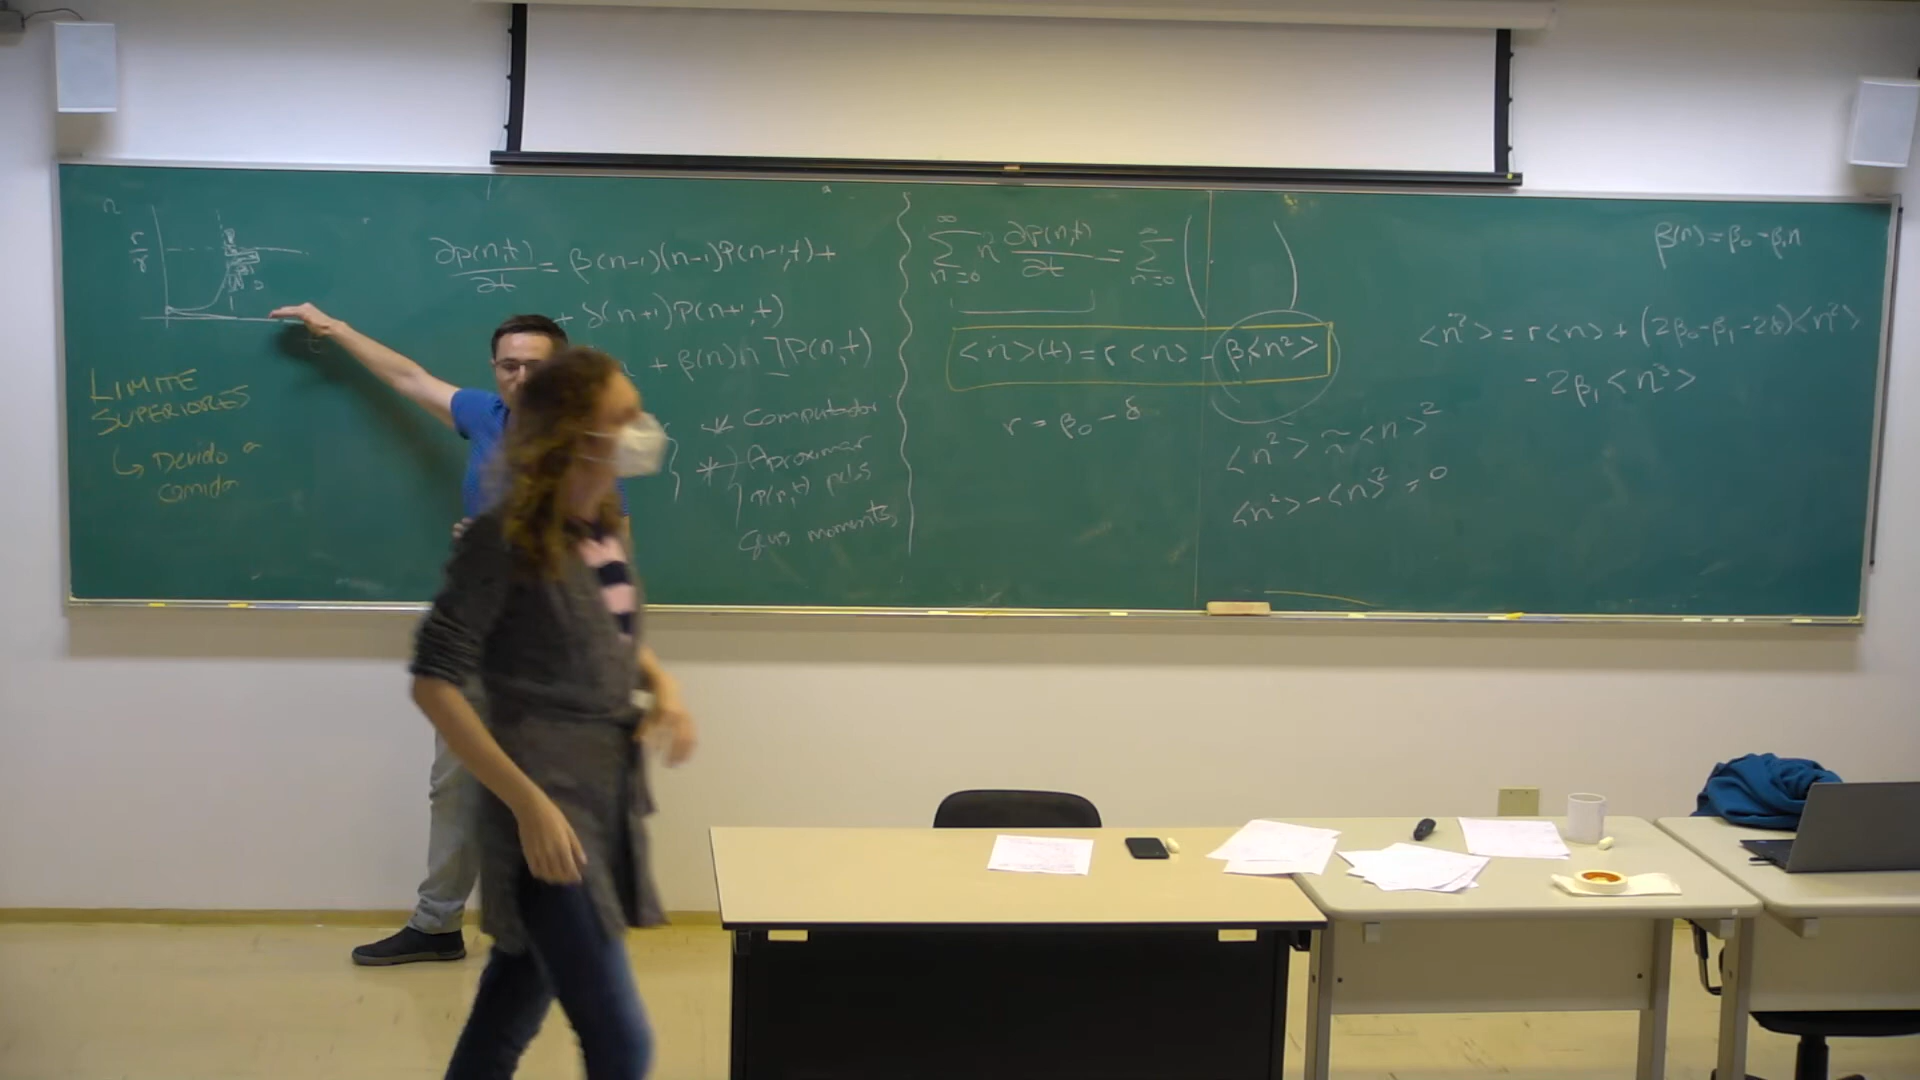 n
r/γ
t
LIMITE
SUPERIORES
↳ Devido a
comida
∂P(n,t)/∂t = β(n-1)(n-1)P(n-1,t) +
+ δ(n+1)P(n+1,t)
+ β(n)n]P(n,t)
* Computador
* Aproximar
P(n,t) pelos
seus momentos
∑_{n=0}^{∞} n ∂P(n,t)/∂t = ∑_{n=0}^{∞} ( )
<ṅ>(t) = r<n> - β<n²>
r = β₀ - δ
<n²> ≈ <n>²
<n²> - <n>² = 0
β(n) = β₀ - β₁n
<ṅ²> = r<n> + (2β₀ - β₁ - 2δ)<n²>
- 2β₁<n³>